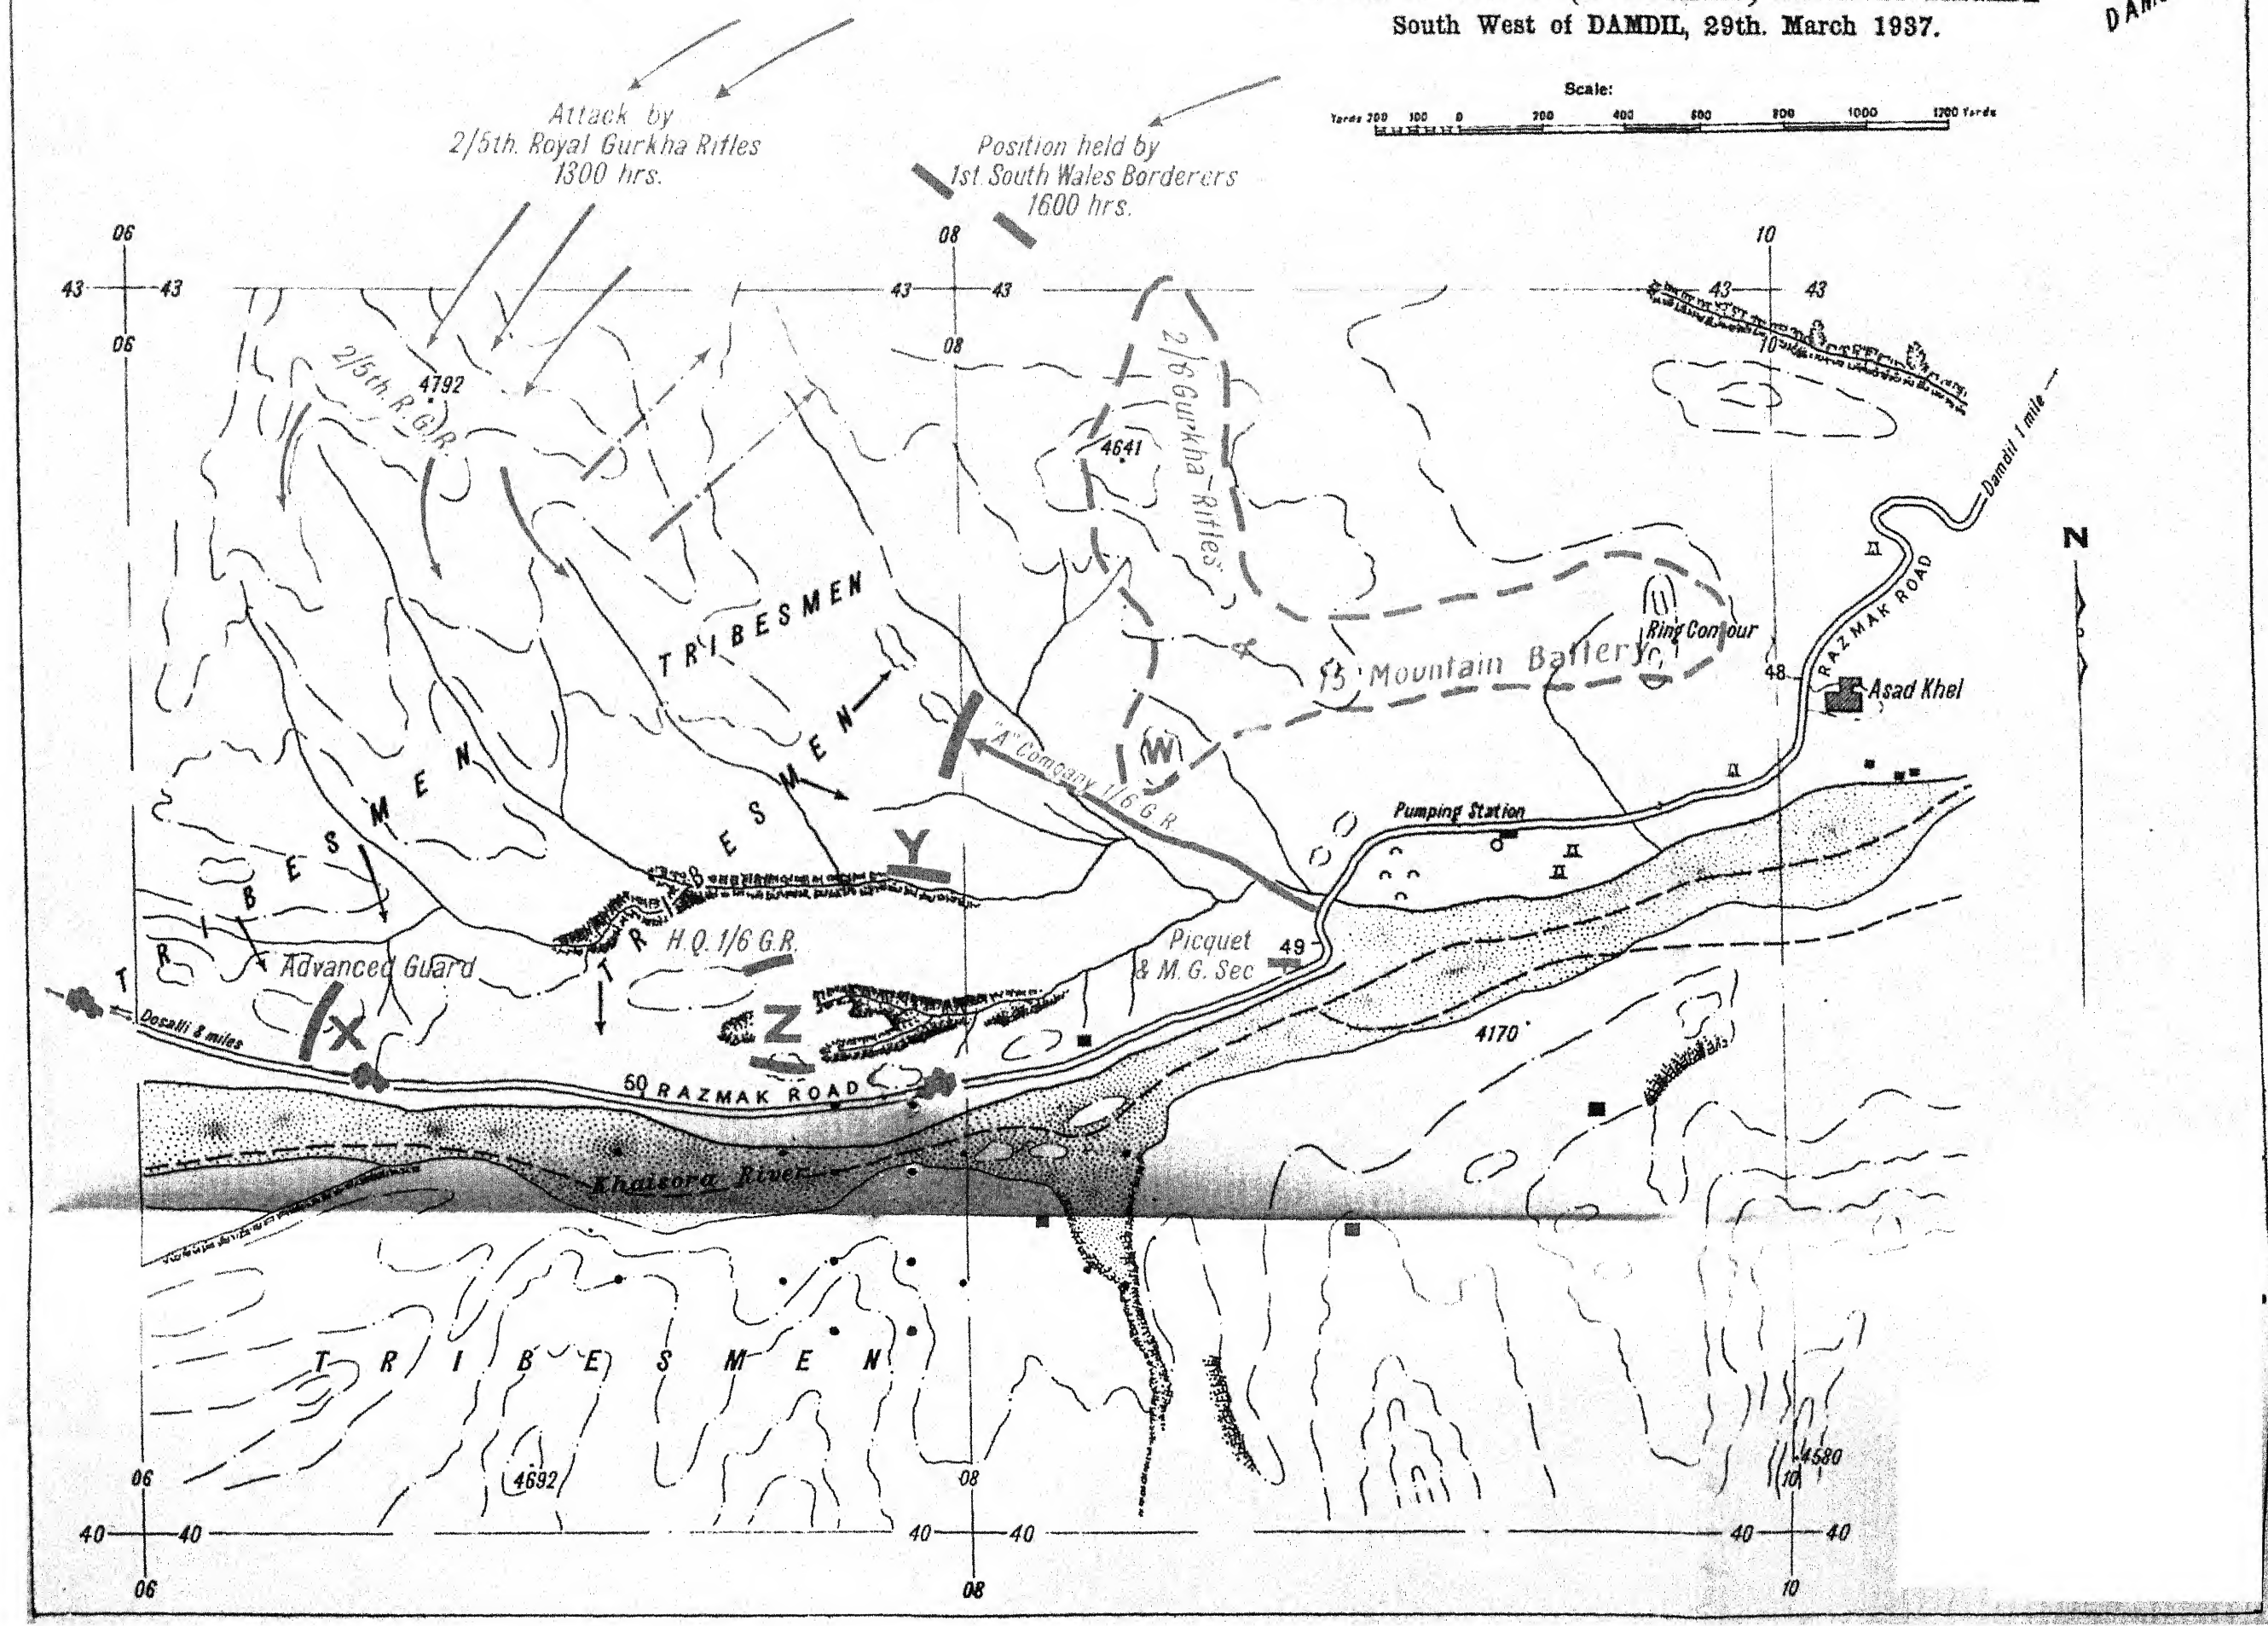 South West of DAMDIL, 29th. March 1937.
Scale:
Yards 200 100 0 200 400 600 800 1000 1200 Yards
Attack by
2/5th. Royal Gurkha Rifles
1300 hrs.
Position held by
1st. South Wales Borderers
1600 hrs.
06 08 10
43 43 43 43 43 43
06 08 10
2/5th. R.G.R.
4792
4641
2/6 Gurkha Rifles
&
Damdil 1 mile
N
RAZMAK ROAD
Ring Contour
15 Mountain Battery
48
Asad Khel
TRIBESMEN
W
"A" Company 1/6 G R
Pumping Station
TRIBESMEN
TRIBESMEN
Y
H.Q. 1/6 G.R.
Picquet
& M.G. Sec
49
Advanced Guard
X
Z
Dosalli 8 miles
50 RAZMAK ROAD
4170
Khaisora River
TRIBESMEN
4692
4580
06 08 10
40 40 40 40 40 40
06 08 10